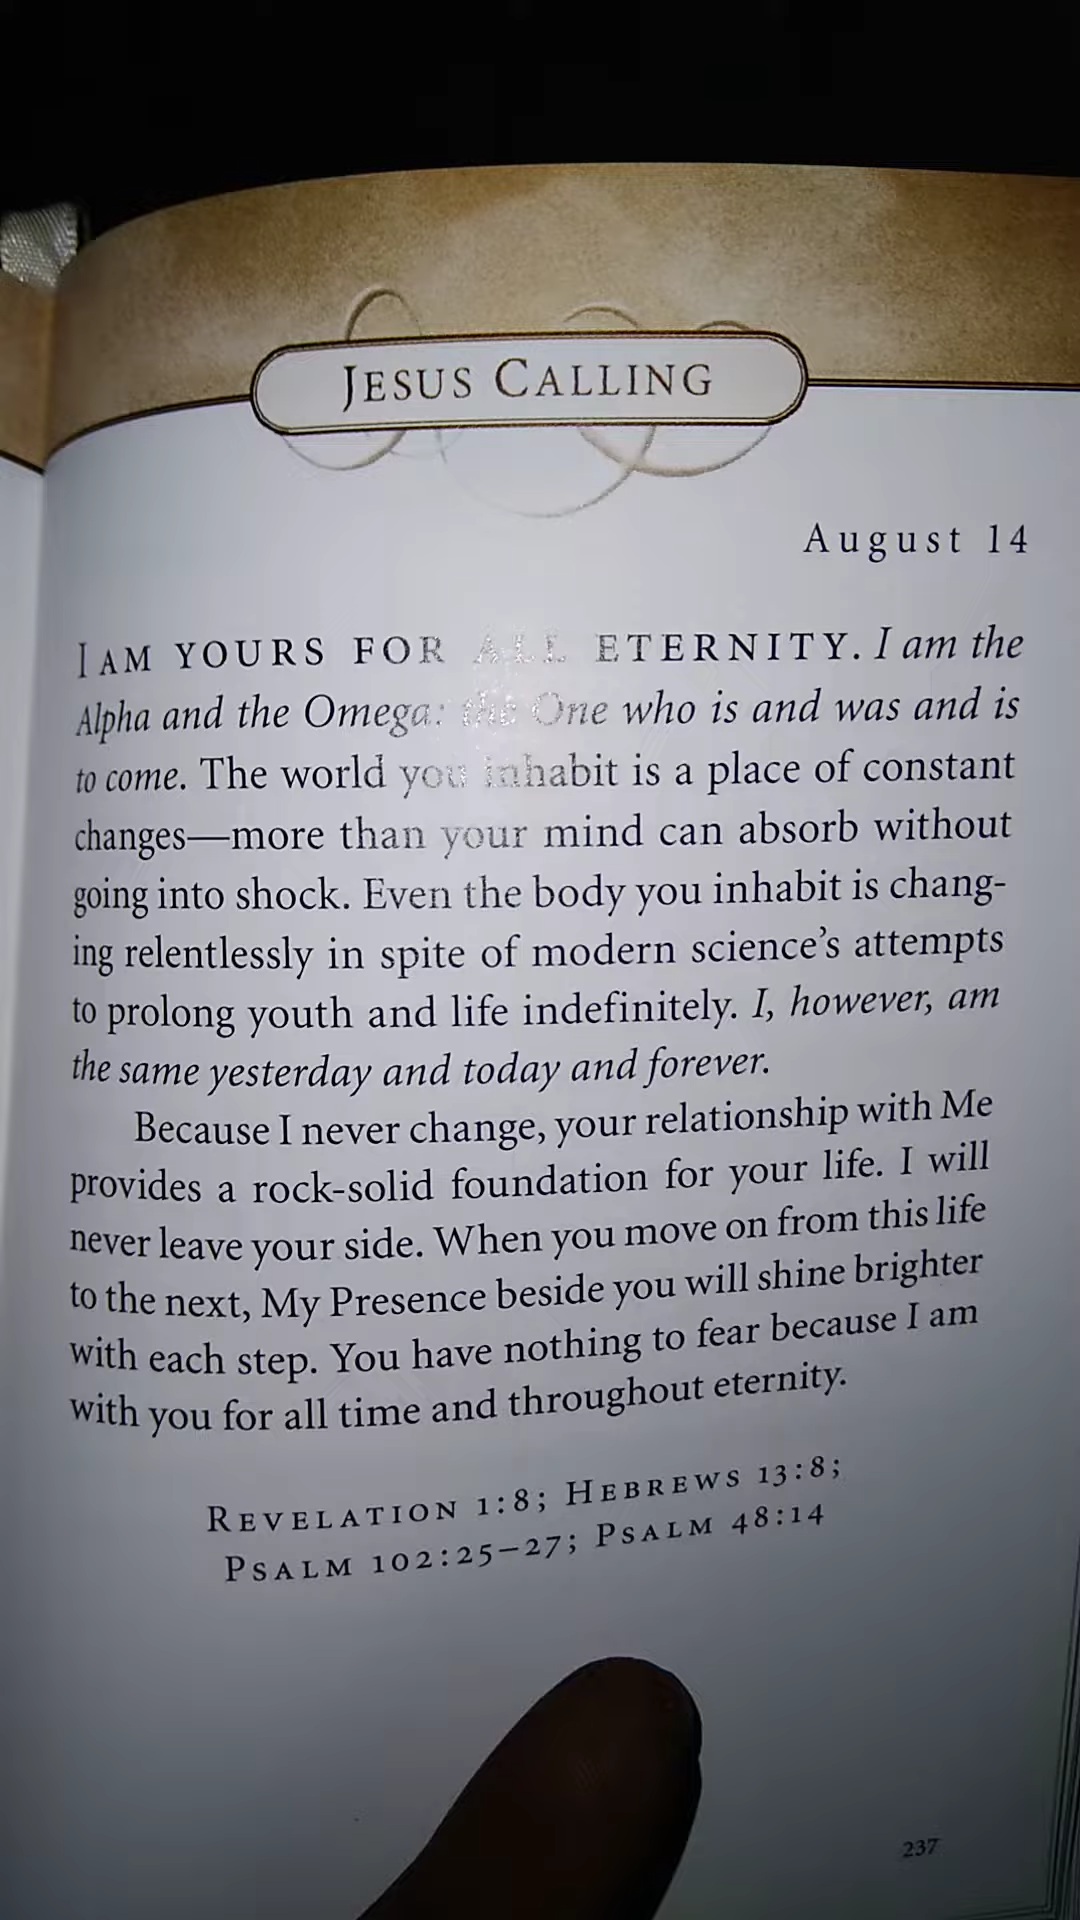 JESUS CALLING
August 14
I AM YOURS FOR ALL ETERNITY. I am the
Alpha and the Omega: the One who is and was and is
to come. The world you inhabit is a place of constant
changes—more than your mind can absorb without
going into shock. Even the body you inhabit is chang-
ing relentlessly in spite of modern science's attempts
to prolong youth and life indefinitely. I, however, am
the same yesterday and today and forever.
Because I never change, your relationship with Me
provides a rock-solid foundation for your life. I will
never leave your side. When you move on from this life
to the next, My Presence beside you will shine brighter
with each step. You have nothing to fear because I am
with you for all time and throughout eternity.
REVELATION 1:8; HEBREWS 13:8;
PSALM 102:25–27; PSALM 48:14
237